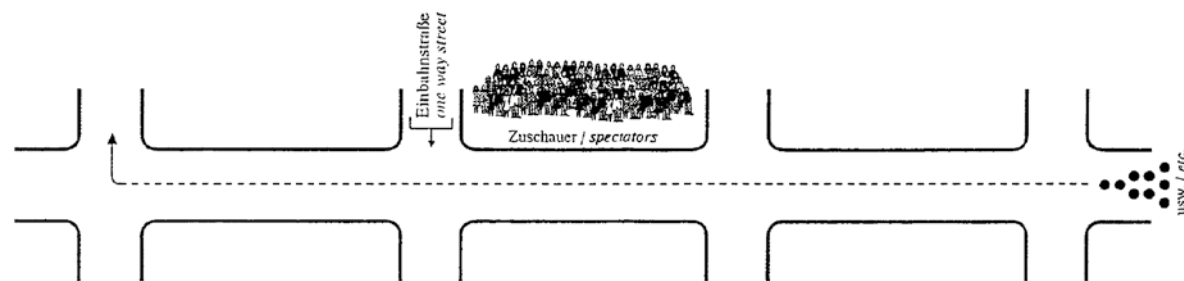 Einbahnstraße
one way street
Zuschauer / spectators
usw. / etc.